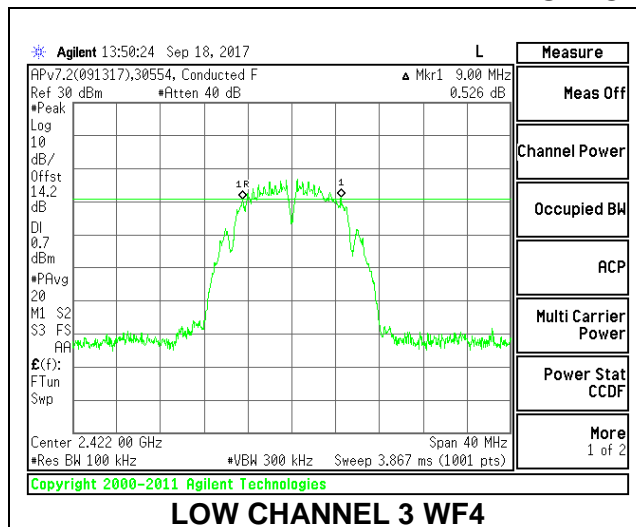 Agilent 13:50:24 Sep 18, 2017 L
APv7.2(091317),30554, Conducted F
Δ Mkr1 9.00 MHz
Ref 30 dBm #Atten 40 dB 0.526 dB
#Peak
Log
10
dB/
Offst
14.2
dB
DI
0.7
dBm
#PAvg
20
M1 S2
S3 FS
AA
£(f):
FTun
Swp
1R
1
Center 2.422 00 GHz Span 40 MHz
#Res BW 100 kHz #VBW 300 kHz Sweep 3.867 ms (1001 pts)
Copyright 2000-2011 Agilent Technologies
Measure
Meas Off
Channel Power
Occupied BW
ACP
Multi Carrier
Power
Power Stat
CCDF
More
1 of 2
LOW CHANNEL 3 WF4